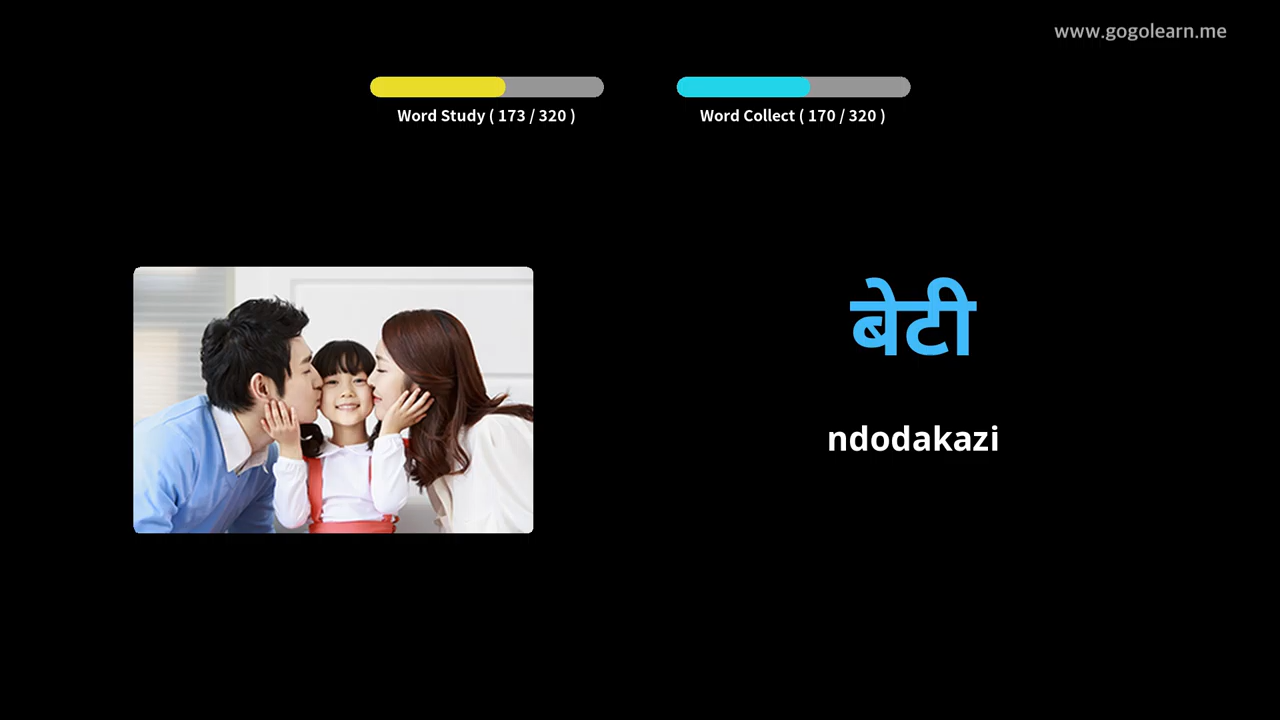 www.gogolearn.me
Word Study ( 173 / 320 )
Word Collect ( 170 / 320 )
बेटी
ndodakazi